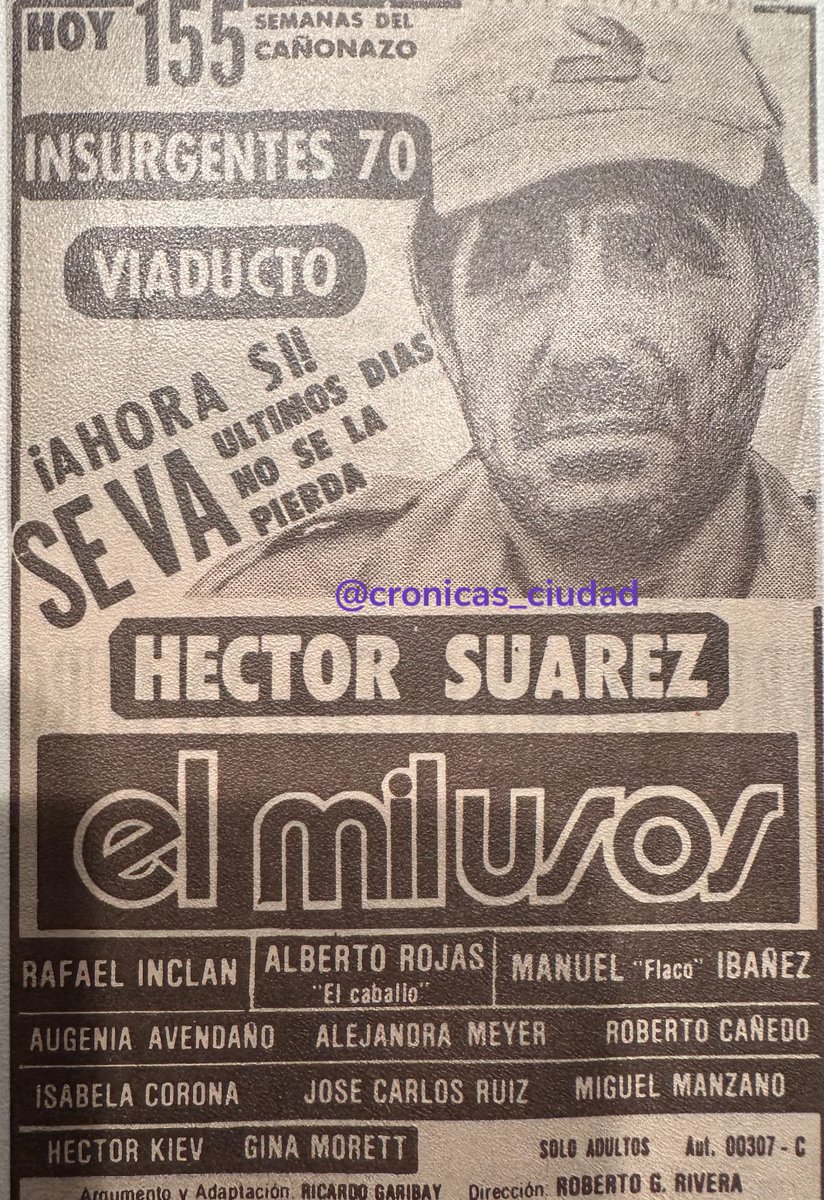 HOY 155 SEMANAS DEL
CAÑONAZO
INSURGENTES 70
VIADUCTO
¡AHORA SI!
SE VA
ULTIMOS DIAS
NO SE LA
PIERDA
@cronicas_ciudad
HECTOR SUAREZ
el mil usos
RAFAEL INCLAN
ALBERTO ROJAS
"El caballo"
MANUEL "Flaco" IBAÑEZ
AUGENIA AVENDAÑO ALEJANDRA MEYER ROBERTO CAÑEDO
ISABELA CORONA JOSE CARLOS RUIZ MIGUEL MANZANO
HECTOR KIEV GINA MORETT SOLO ADULTOS Aut. 00307-C
Argumento y Adaptación: RICARDO GARIBAY Dirección: ROBERTO G. RIVERA